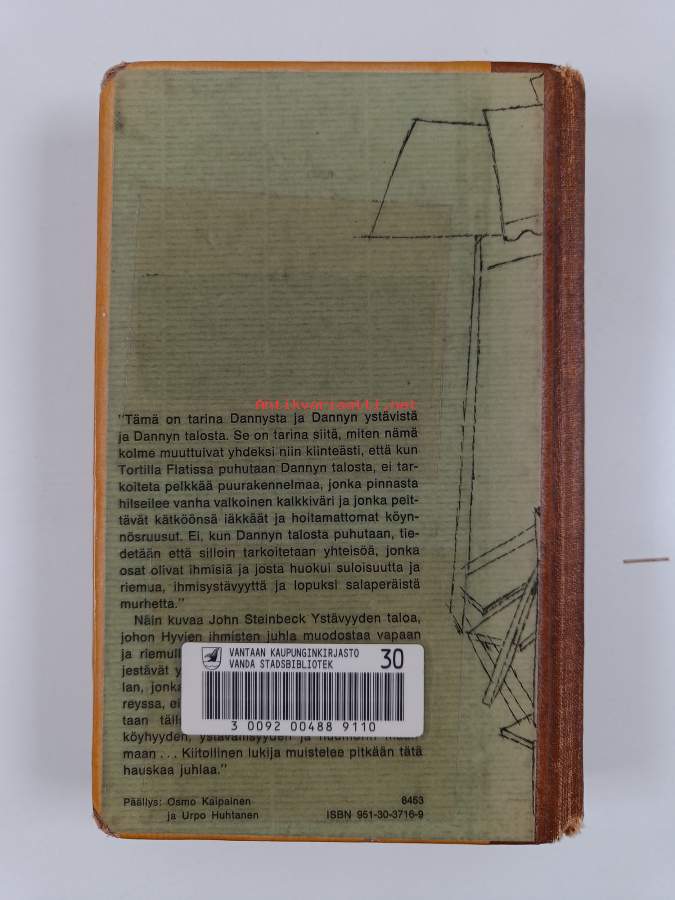 Antikvariaatti.net
"Tämä on tarina Dannysta ja Dannyn ystävistä
ja Dannyn talosta. Se on tarina siitä, miten nämä
kolme muuttuivat yhdeksi niin kiinteästi, että kun
Tortilla Flatissa puhutaan Dannyn talosta, ei tar-
koiteta pelkkää puurakennelmaa, jonka pinnasta
hilseilee vanha valkoinen kalkkiväri ja jonka peit-
tävät kätköönsä iäkkäät ja hoitamattomat köyn-
nösruusut. Ei, kun Dannyn talosta puhutaan, tie-
detään että silloin tarkoitetaan yhteisöä, jonka
osat olivat ihmisiä ja josta huokui suloisuutta ja
riemua, ihmisystävyyttä ja lopuksi salaperäistä
murhetta."
Näin kuvaa John Steinbeck Ystävyyden taloa,
johon Hyvien ihmisten juhla muodostaa vapaan
ja riemull
jestävät y
lan, jonka
reyssa, ei
taan täll
köyhyyden, ystävällisyyden ja
maan... Kiitollinen lukija muistelee pitkään tätä
hauskaa juhlaa."
VANTAAN KAUPUNGINKIRJASTO
VANDA STADSBIBLIOTEK
30
3 0092 00488 9110
Päällys: Osmo Kaipainen
ja Urpo Huhtanen
8453
ISBN 951-30-3716-9